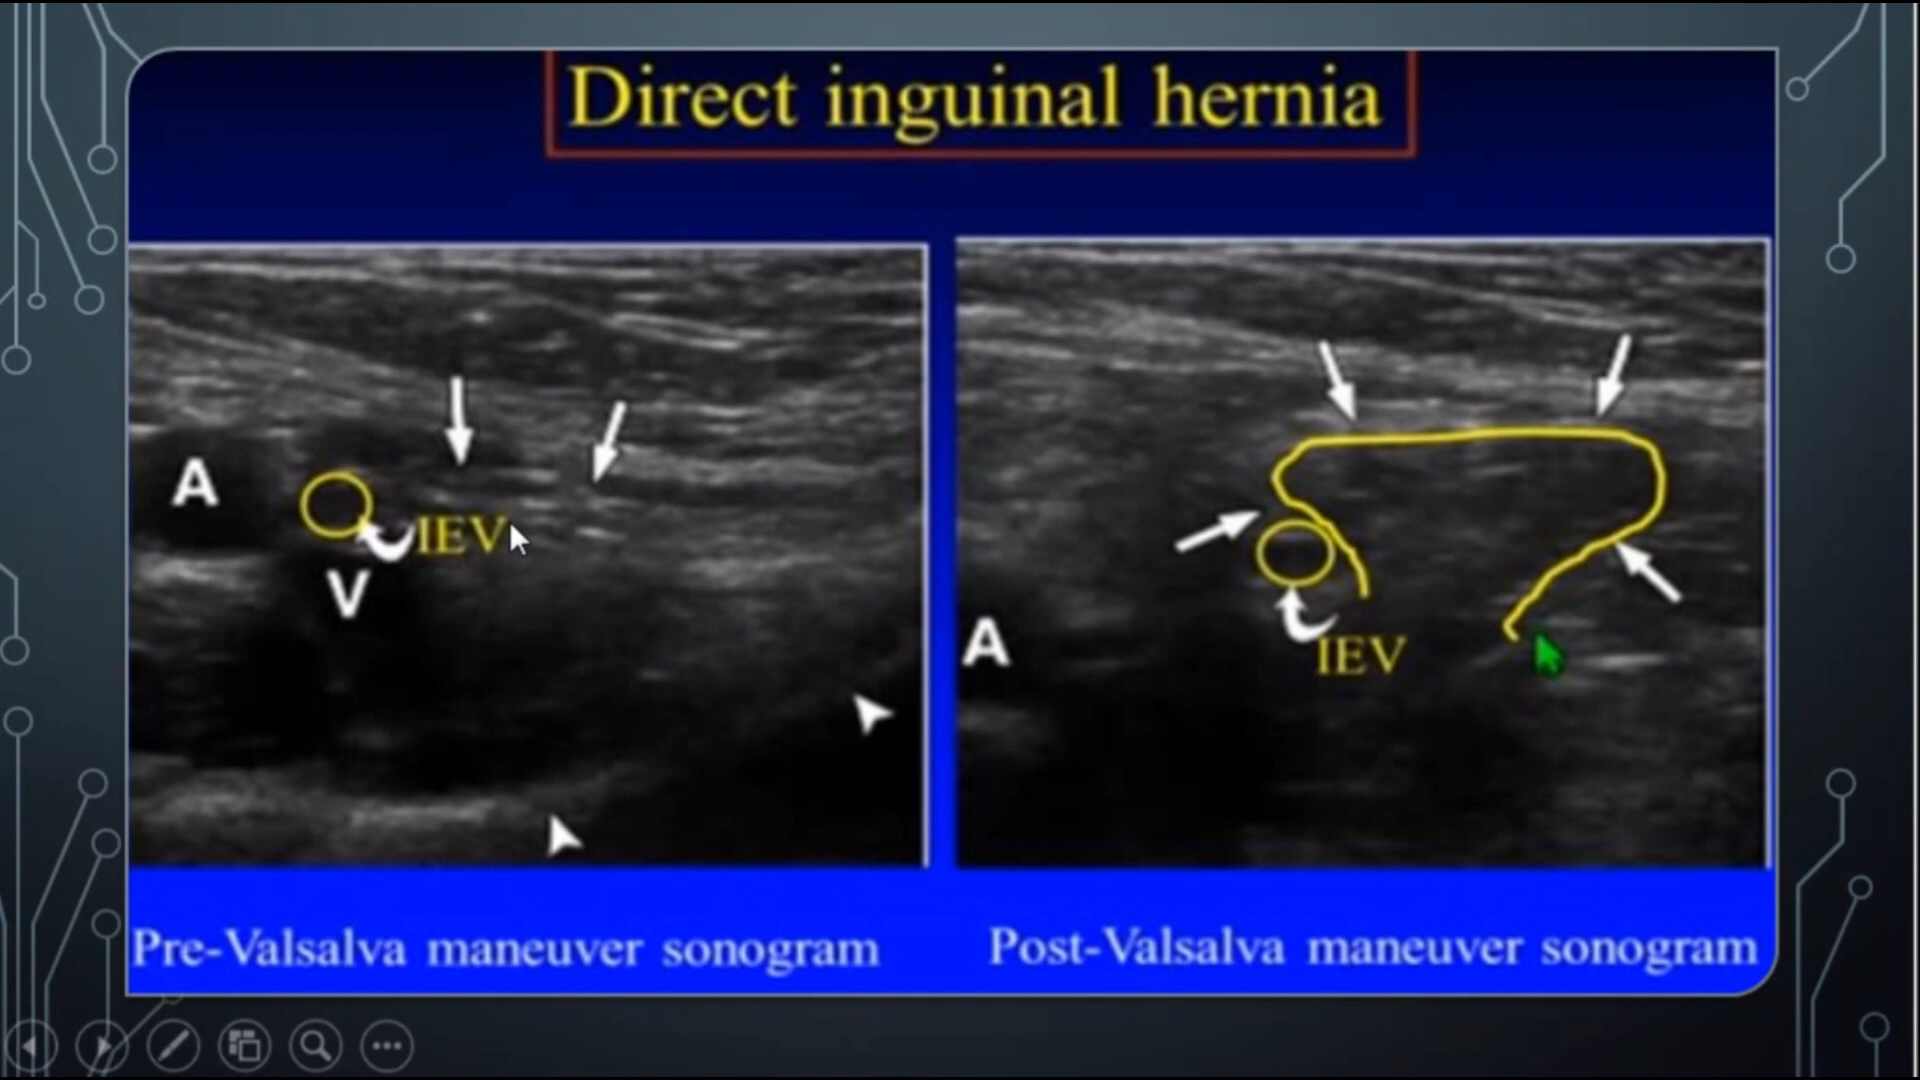 Direct inguinal hernia
A
IEV
V
A
IEV
Pre-Valsalva maneuver sonogram
Post-Valsalva maneuver sonogram